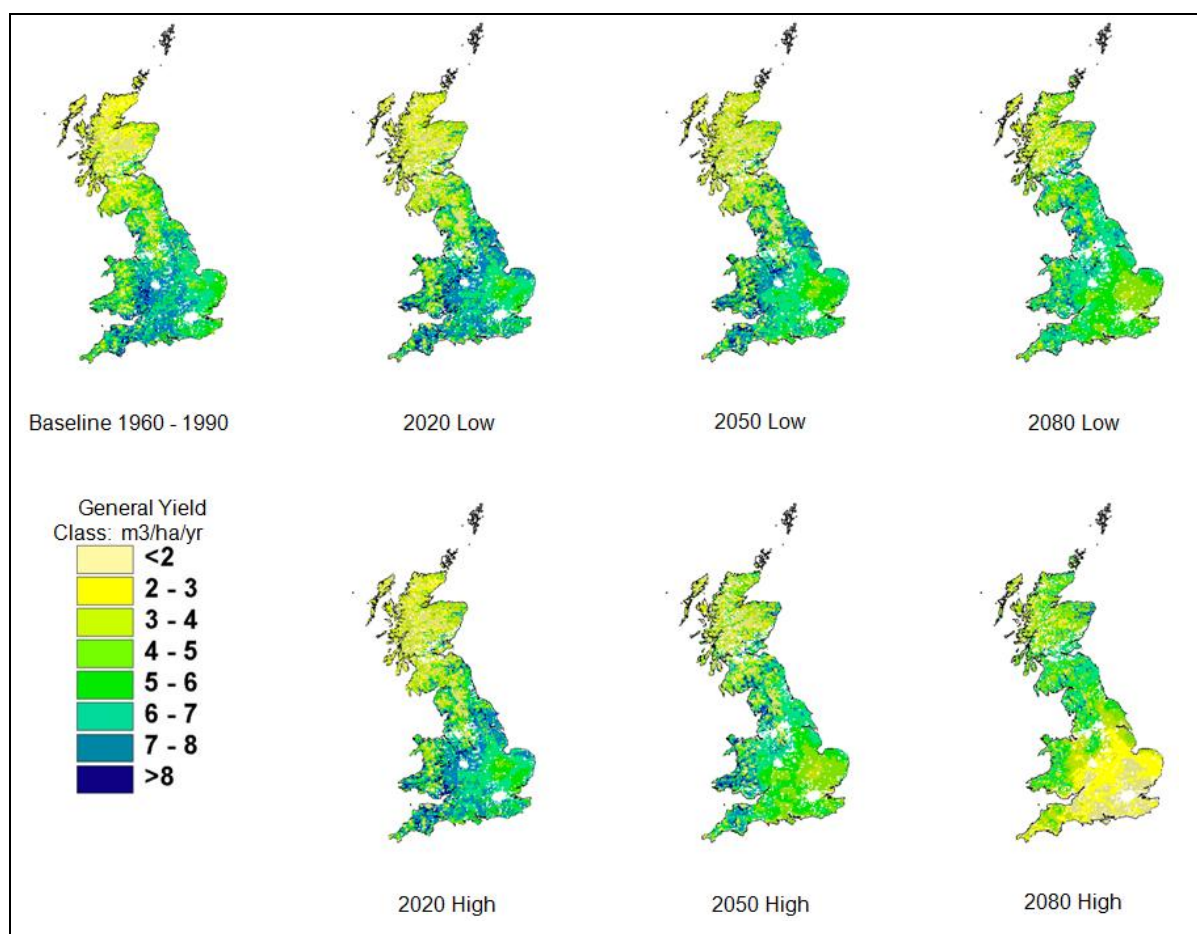 Baseline 1960 - 1990
2020 Low
2050 Low
2080 Low
General Yield
Class: m3/ha/yr
<2
2 - 3
3 - 4
4 - 5
5 - 6
6 - 7
7 - 8
>8
2020 High
2050 High
2080 High